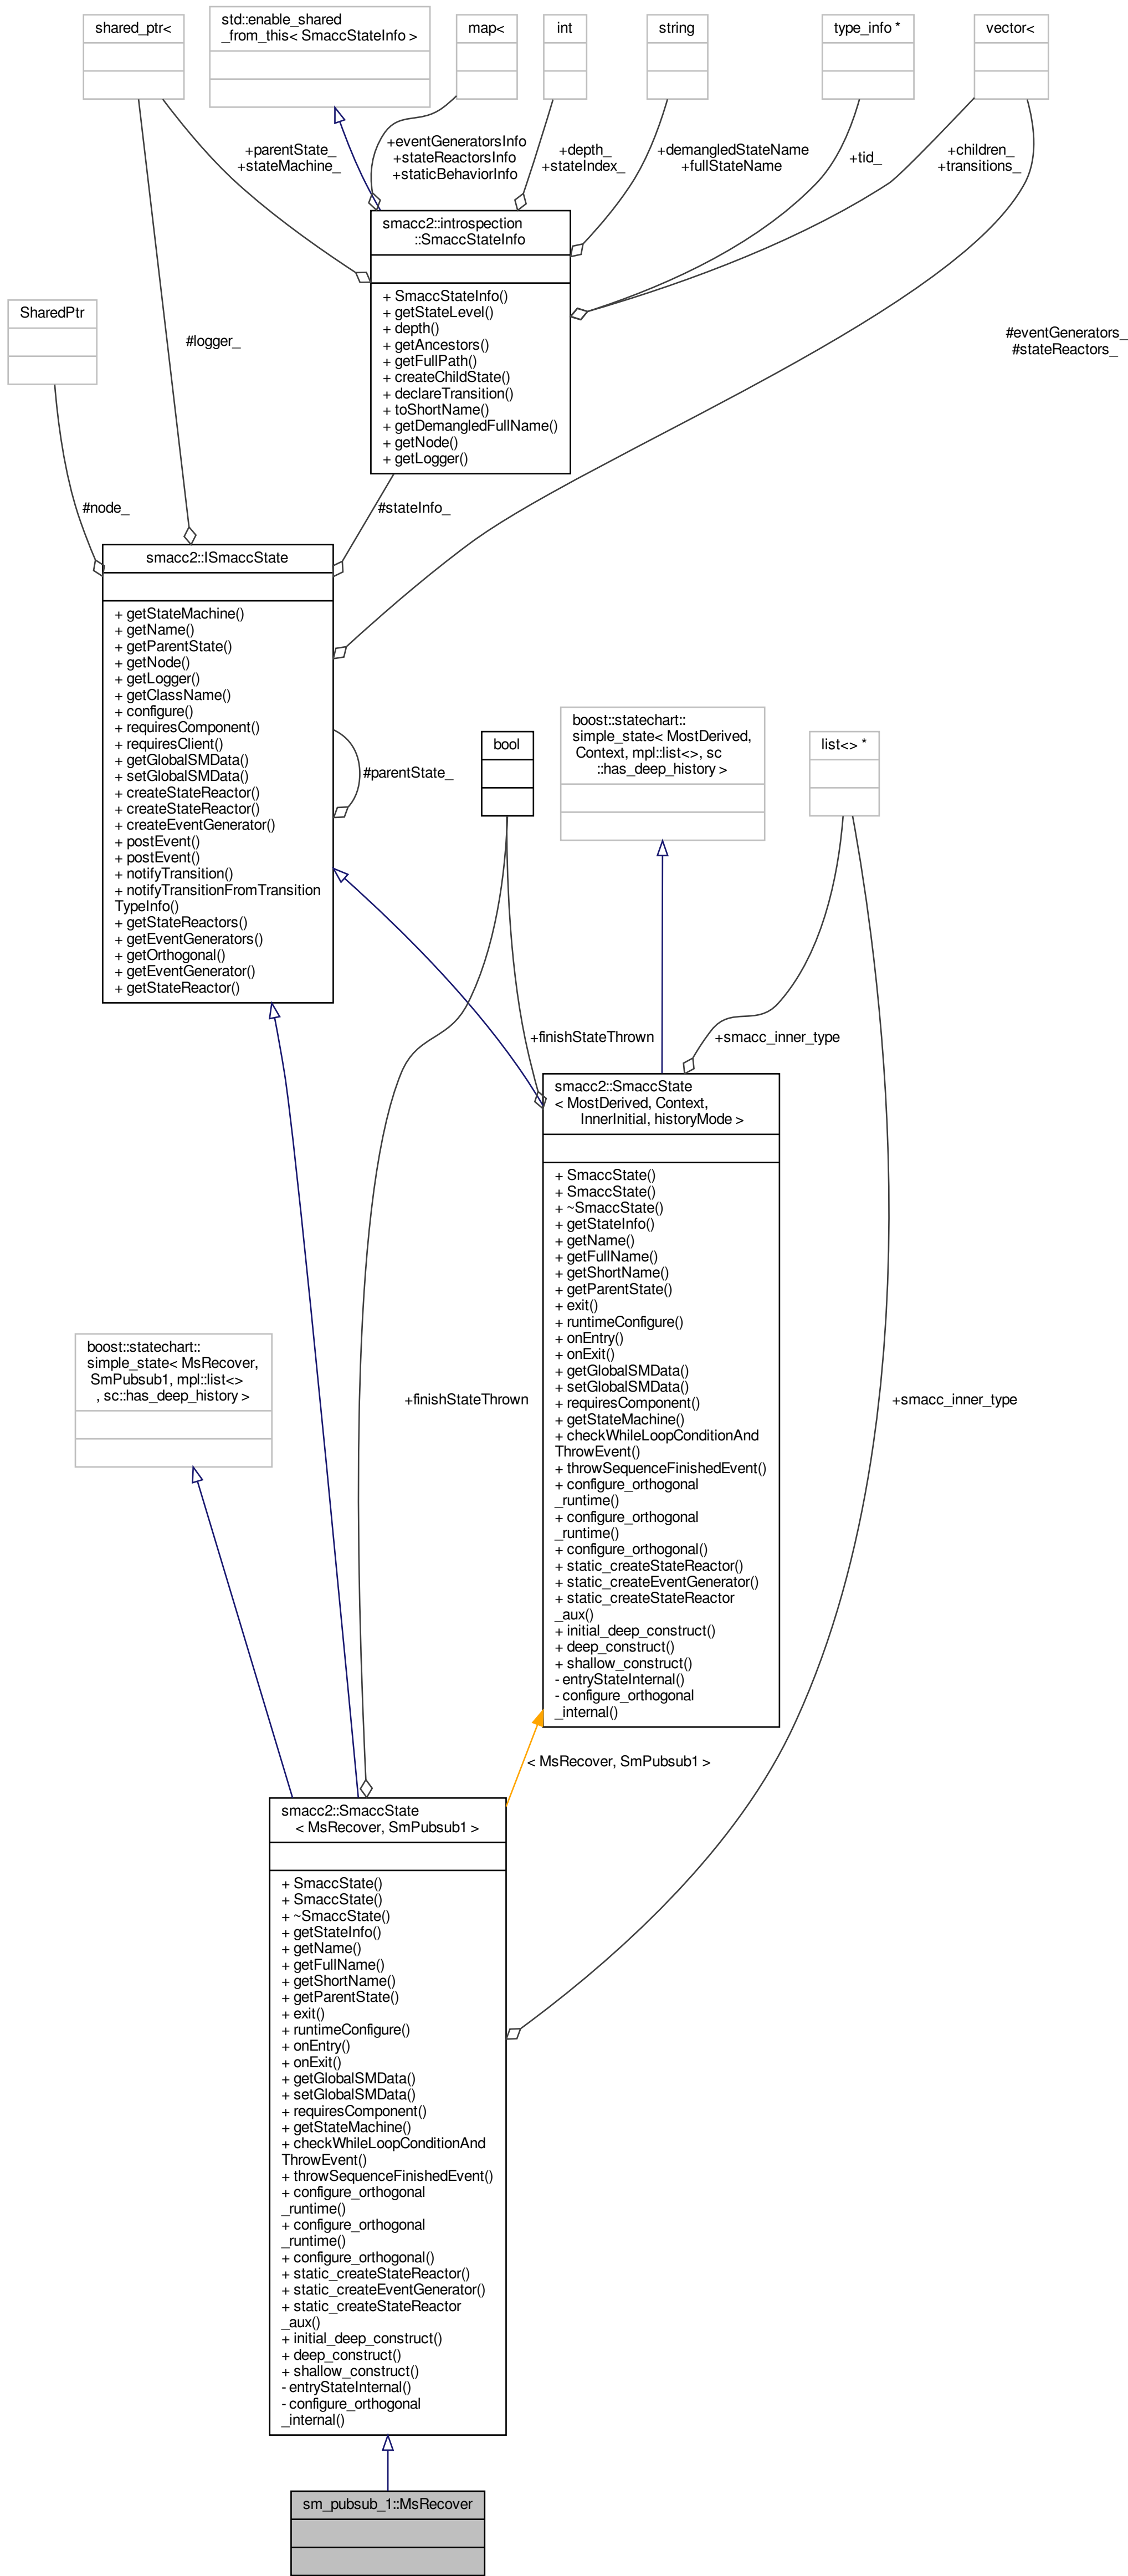 shared_ptr<
std::enable_shared
_from_this< SmaccStateInfo >
map<
int
string
type_info *
vector<
+parentState_
+stateMachine_
+eventGeneratorsInfo
+stateReactorsInfo
+staticBehaviorInfo
+depth_
+stateIndex_
+demangledStateName
+fullStateName
+tid_
+children_
+transitions_
smacc2::introspection
::SmaccStateInfo
+ SmaccStateInfo()
+ getStateLevel()
+ depth()
+ getAncestors()
+ getFullPath()
+ createChildState()
+ declareTransition()
+ toShortName()
+ getDemangledFullName()
+ getNode()
+ getLogger()
SharedPtr
#logger_
#eventGenerators_
#stateReactors_
#node_
#stateInfo_
smacc2::ISmaccState
+ getStateMachine()
+ getName()
+ getParentState()
+ getNode()
+ getLogger()
+ getClassName()
+ configure()
+ requiresComponent()
+ requiresClient()
+ getGlobalSMData()
+ setGlobalSMData()
+ createStateReactor()
+ createStateReactor()
+ createEventGenerator()
+ postEvent()
+ postEvent()
+ notifyTransition()
+ notifyTransitionFromTransition
TypeInfo()
+ getStateReactors()
+ getEventGenerators()
+ getOrthogonal()
+ getEventGenerator()
+ getStateReactor()
#parentState_
bool
boost::statechart::
simple_state< MostDerived,
Context, mpl::list<>, sc
::has_deep_history >
list<> *
+finishStateThrown
+smacc_inner_type
smacc2::SmaccState
< MostDerived, Context,
InnerInitial, historyMode >
+ SmaccState()
+ SmaccState()
+ ~SmaccState()
+ getStateInfo()
+ getName()
+ getFullName()
+ getShortName()
+ getParentState()
+ exit()
+ runtimeConfigure()
+ onEntry()
+ onExit()
+ getGlobalSMData()
+ setGlobalSMData()
+ requiresComponent()
+ getStateMachine()
+ checkWhileLoopConditionAnd
ThrowEvent()
+ throwSequenceFinishedEvent()
+ configure_orthogonal
_runtime()
+ configure_orthogonal
_runtime()
+ configure_orthogonal()
+ static_createStateReactor()
+ static_createEventGenerator()
+ static_createStateReactor
_aux()
+ initial_deep_construct()
+ deep_construct()
+ shallow_construct()
- entryStateInternal()
- configure_orthogonal
_internal()
boost::statechart::
simple_state< MsRecover,
SmPubsub1, mpl::list<>
, sc::has_deep_history >
+finishStateThrown
+smacc_inner_type
< MsRecover, SmPubsub1 >
smacc2::SmaccState
< MsRecover, SmPubsub1 >
+ SmaccState()
+ SmaccState()
+ ~SmaccState()
+ getStateInfo()
+ getName()
+ getFullName()
+ getShortName()
+ getParentState()
+ exit()
+ runtimeConfigure()
+ onEntry()
+ onExit()
+ getGlobalSMData()
+ setGlobalSMData()
+ requiresComponent()
+ getStateMachine()
+ checkWhileLoopConditionAnd
ThrowEvent()
+ throwSequenceFinishedEvent()
+ configure_orthogonal
_runtime()
+ configure_orthogonal
_runtime()
+ configure_orthogonal()
+ static_createStateReactor()
+ static_createEventGenerator()
+ static_createStateReactor
_aux()
+ initial_deep_construct()
+ deep_construct()
+ shallow_construct()
- entryStateInternal()
- configure_orthogonal
_internal()
sm_pubsub_1::MsRecover